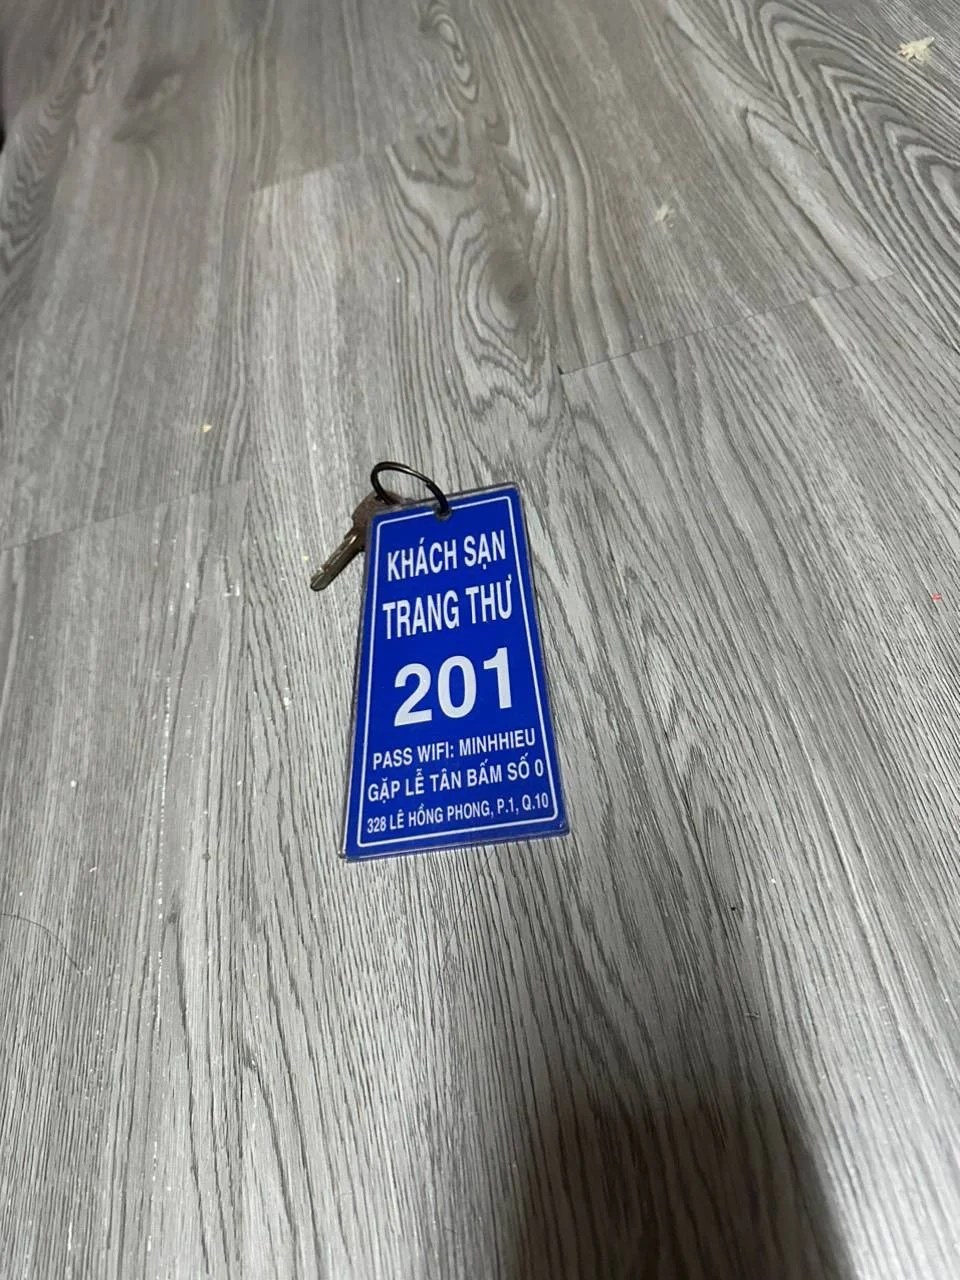 KHÁCH SẠN
TRANG THƯ
201
PASS WIFI: MINHHIEU
GẶP LỄ TÂN BẤM SỐ 0
328 LÊ HỒNG PHONG, P.1, Q.10